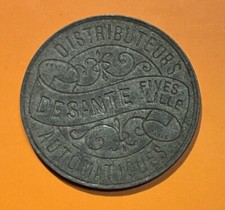 DISTRIBUTEURS
DESANTE FIVES-
LILLE
AUTOMATIQUES